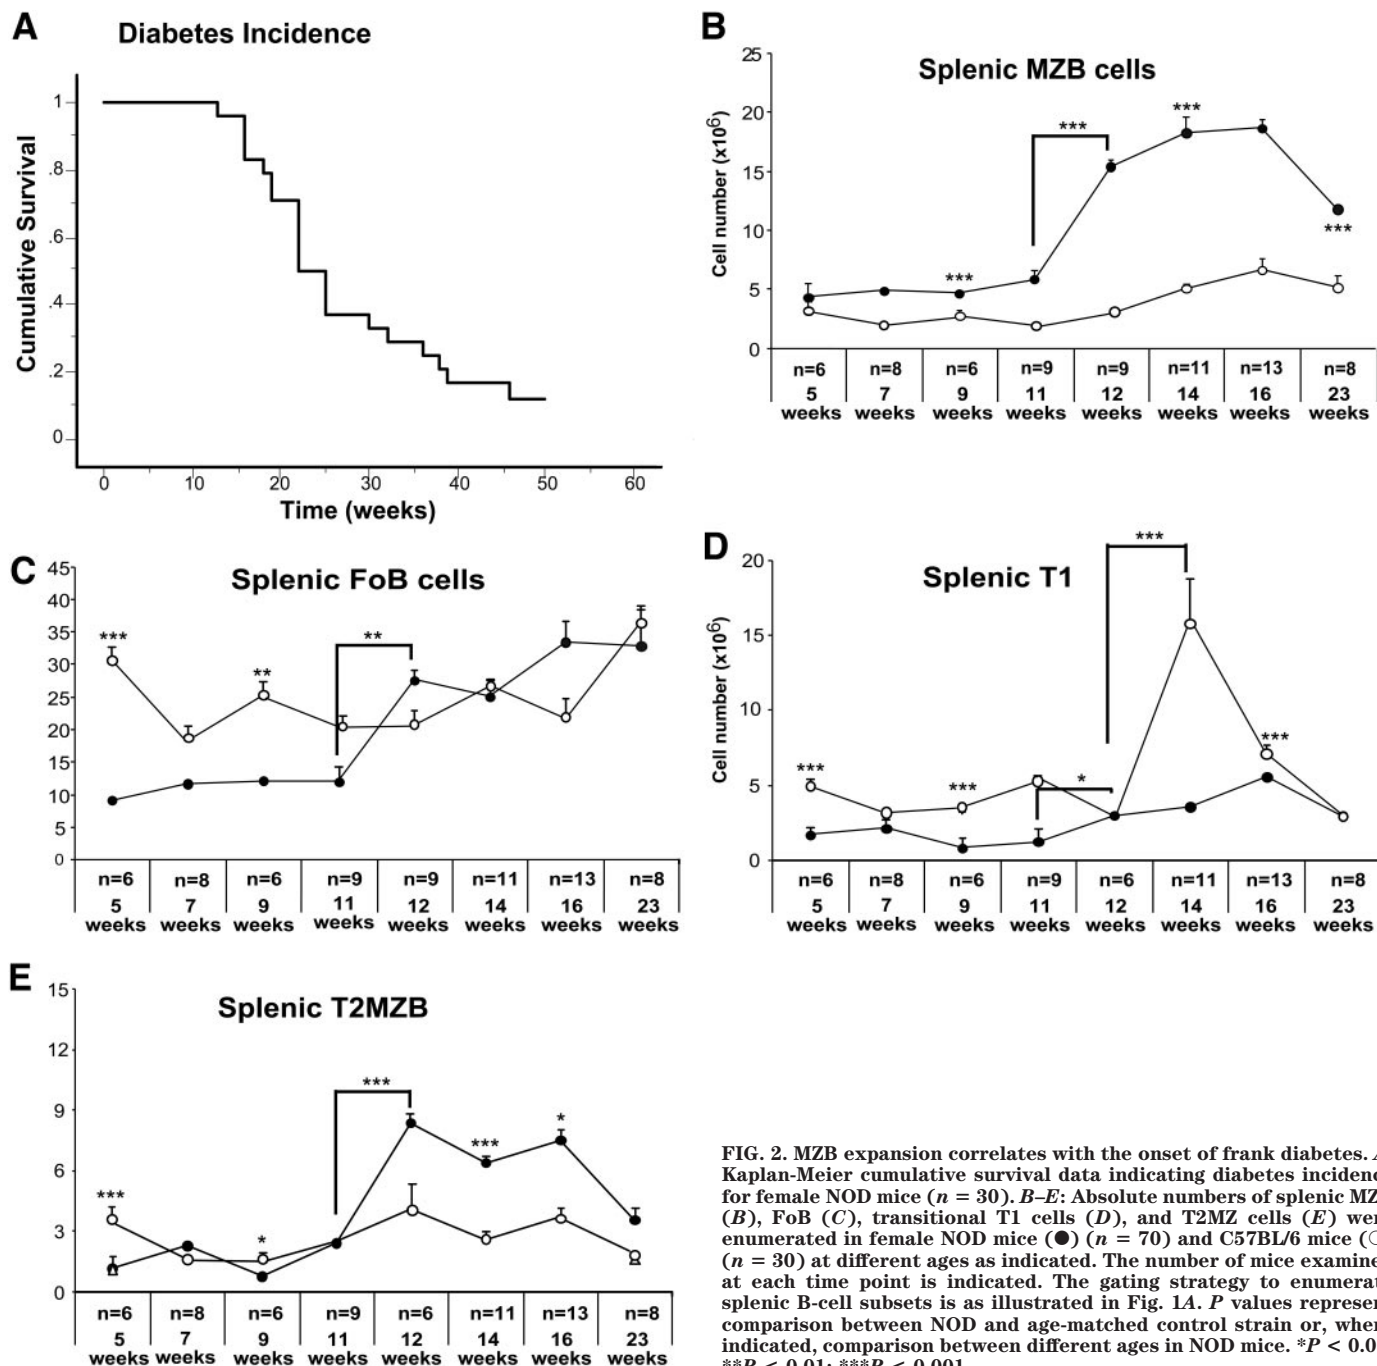 A
Diabetes Incidence
Cumulative Survival
1
.8
.6
.4
.2
0
0 10 20 30 40 50 60
Time (weeks)
B
Splenic MZB cells
Cell number (x10⁶)
25
20
15
10
5
0
***
***
***
***
n=6 n=8 n=6 n=9 n=9 n=11 n=13 n=8
5 7 9 11 12 14 16 23
weeks weeks weeks weeks weeks weeks weeks weeks
C
Splenic FoB cells
45
40
35
30
25
20
15
10
5
0
***
**
**
n=6 n=8 n=6 n=9 n=9 n=11 n=13 n=8
5 7 9 11 12 14 16 23
weeks weeks weeks weeks weeks weeks weeks weeks
D
Splenic T1
Cell number (x10⁶)
20
15
10
5
0
***
***
***
*
***
n=6 n=8 n=6 n=9 n=6 n=11 n=13 n=8
5 7 9 11 12 14 16 23
weeks weeks weeks weeks weeks weeks weeks weeks
E
Splenic T2MZB
15
12
9
6
3
0
***
*
***
***
*
n=6 n=8 n=6 n=9 n=6 n=11 n=13 n=8
5 7 9 11 12 14 16 23
weeks weeks weeks weeks weeks weeks weeks weeks
FIG. 2. MZB expansion correlates with the onset of frank diabetes.
Kaplan-Meier cumulative survival data indicating diabetes
for female NOD mice (n = 30). B–E: Absolute numbers of splenic
(B), FoB (C), transitional T1 cells (D), and T2MZ cells (E)
enumerated in female NOD mice (●) (n = 70) and C57BL/6 mice
(n = 30) at different ages as indicated. The number of mice
at each time point is indicated. The gating strategy to
splenic B-cell subsets is as illustrated in Fig. 1A. P values
comparison between NOD and age-matched control strain or,
indicated, comparison between different ages in NOD mice. *P <
**P < 0.01; ***P < 0.001